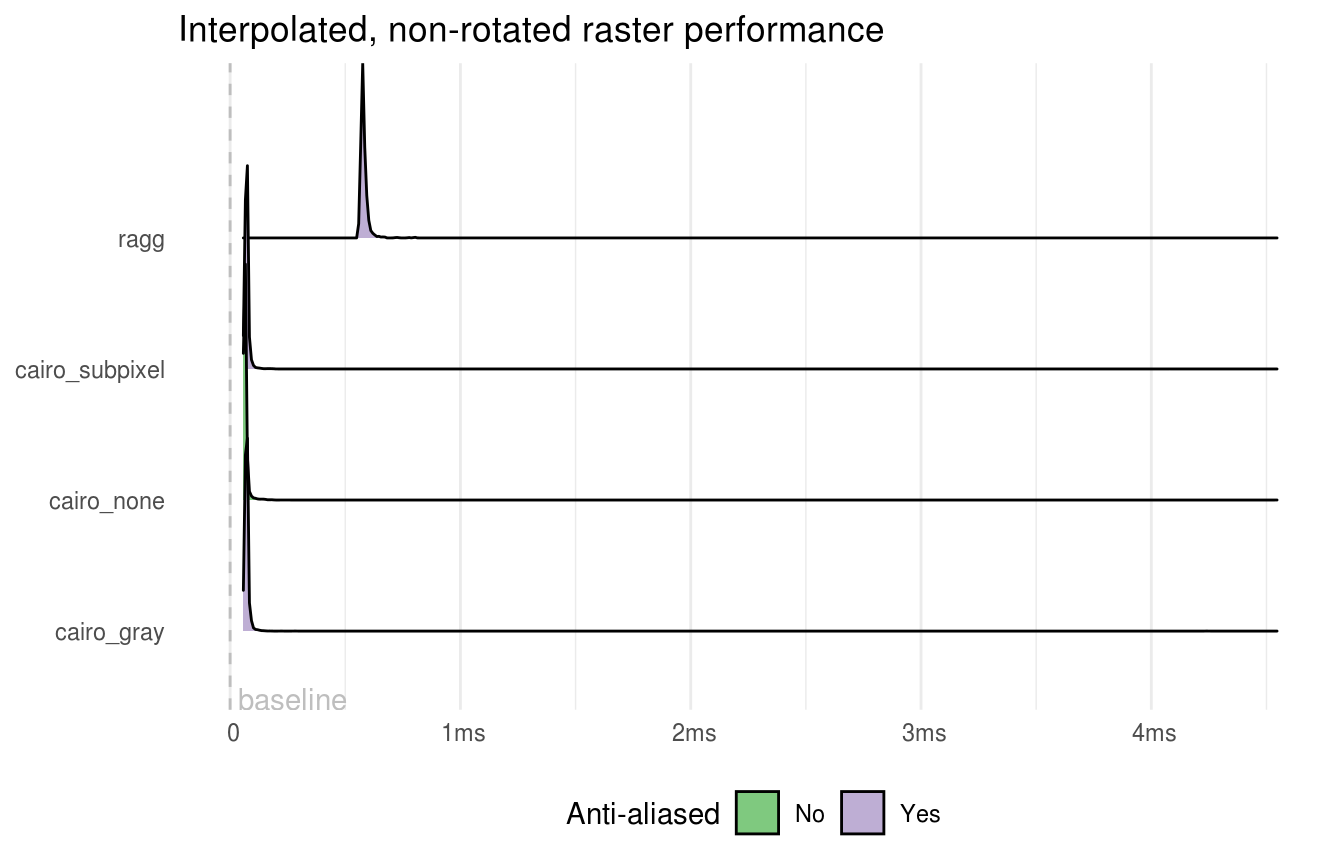 Interpolated, non-rotated raster performance
ragg
cairo_subpixel
cairo_none
cairo_gray
baseline
0 1ms 2ms 3ms 4ms
Anti-aliased No Yes